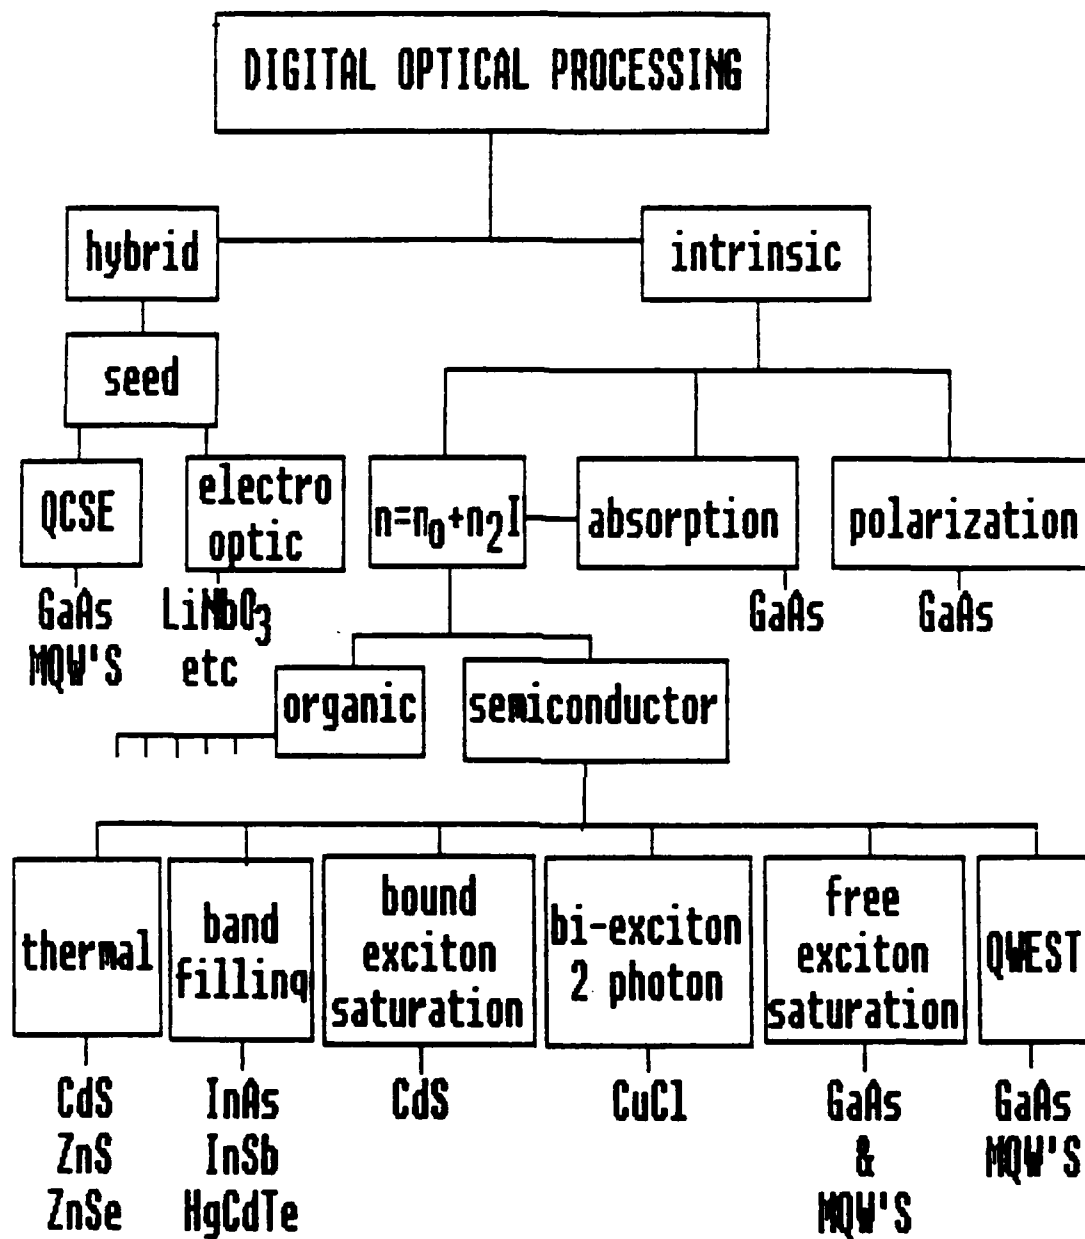 DIGITAL OPTICAL PROCESSING
hybrid
intrinsic
seed
QCSE
electro
optic
n=n₀+n₂I
absorption
polarization
GaAs
MQW'S
LiNbO₃
etc
GaAs
GaAs
organic
semiconductor
thermal
band
filling
bound
exciton
saturation
bi-exciton
2 photon
free
exciton
saturation
QWEST
CdS
ZnS
ZnSe
InAs
InSb
HgCdTe
CdS
CuCl
GaAs
&
MQW'S
GaAs
MQW'S